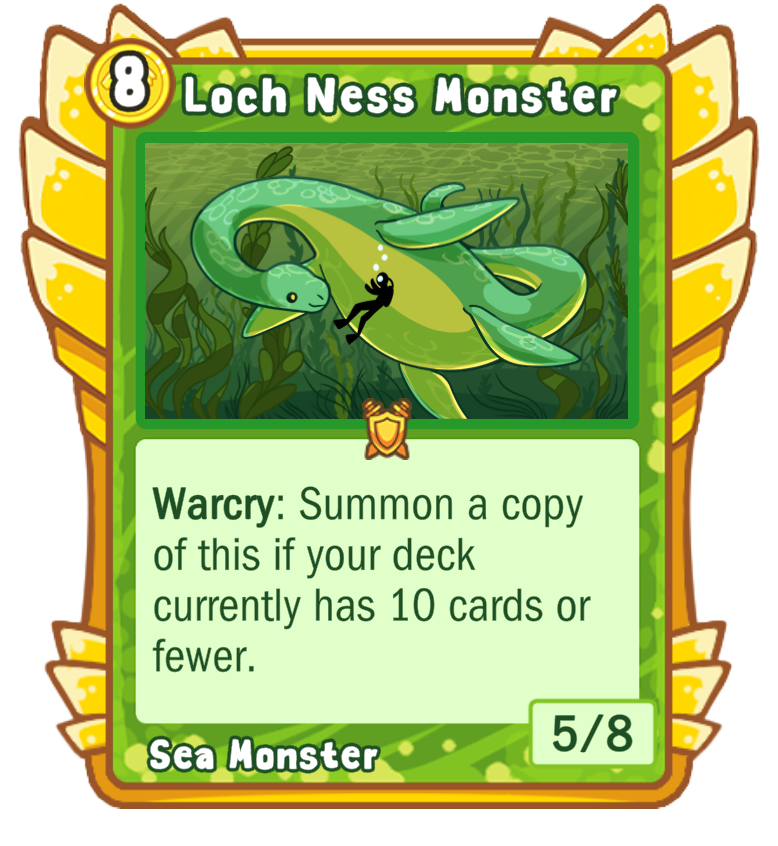 8
Loch Ness Monster
Warcry: Summon a copy
of this if your deck
currently has 10 cards or
fewer.
5/8
Sea Monster